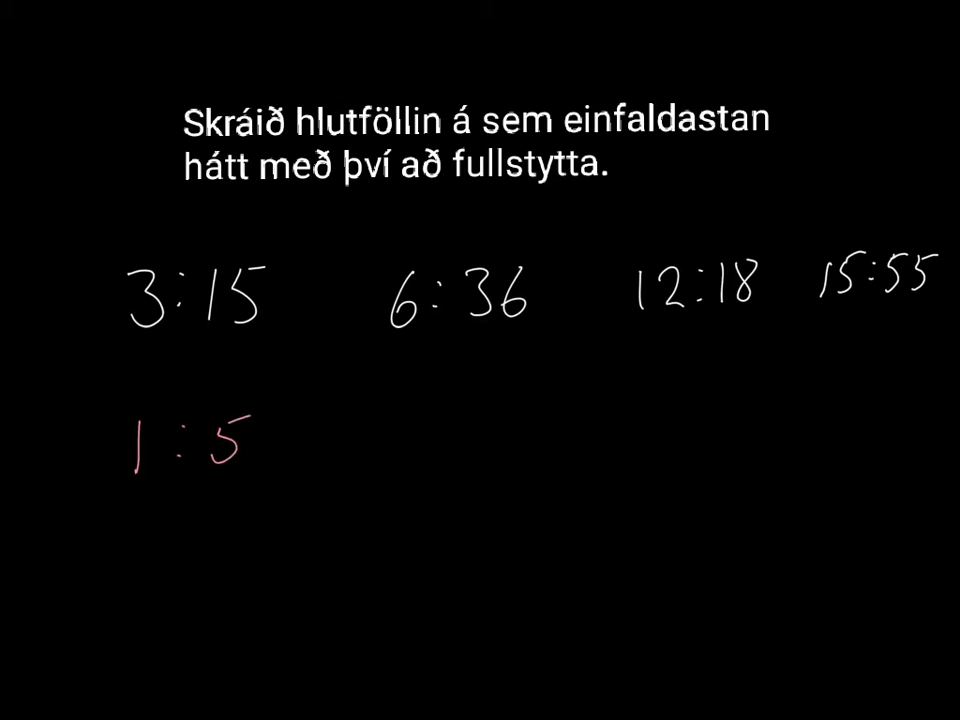 Skráið hlutföllin á sem einfaldastan
hátt með því að fullstytta.
3:15 6:36 12:18 15:55
1:5